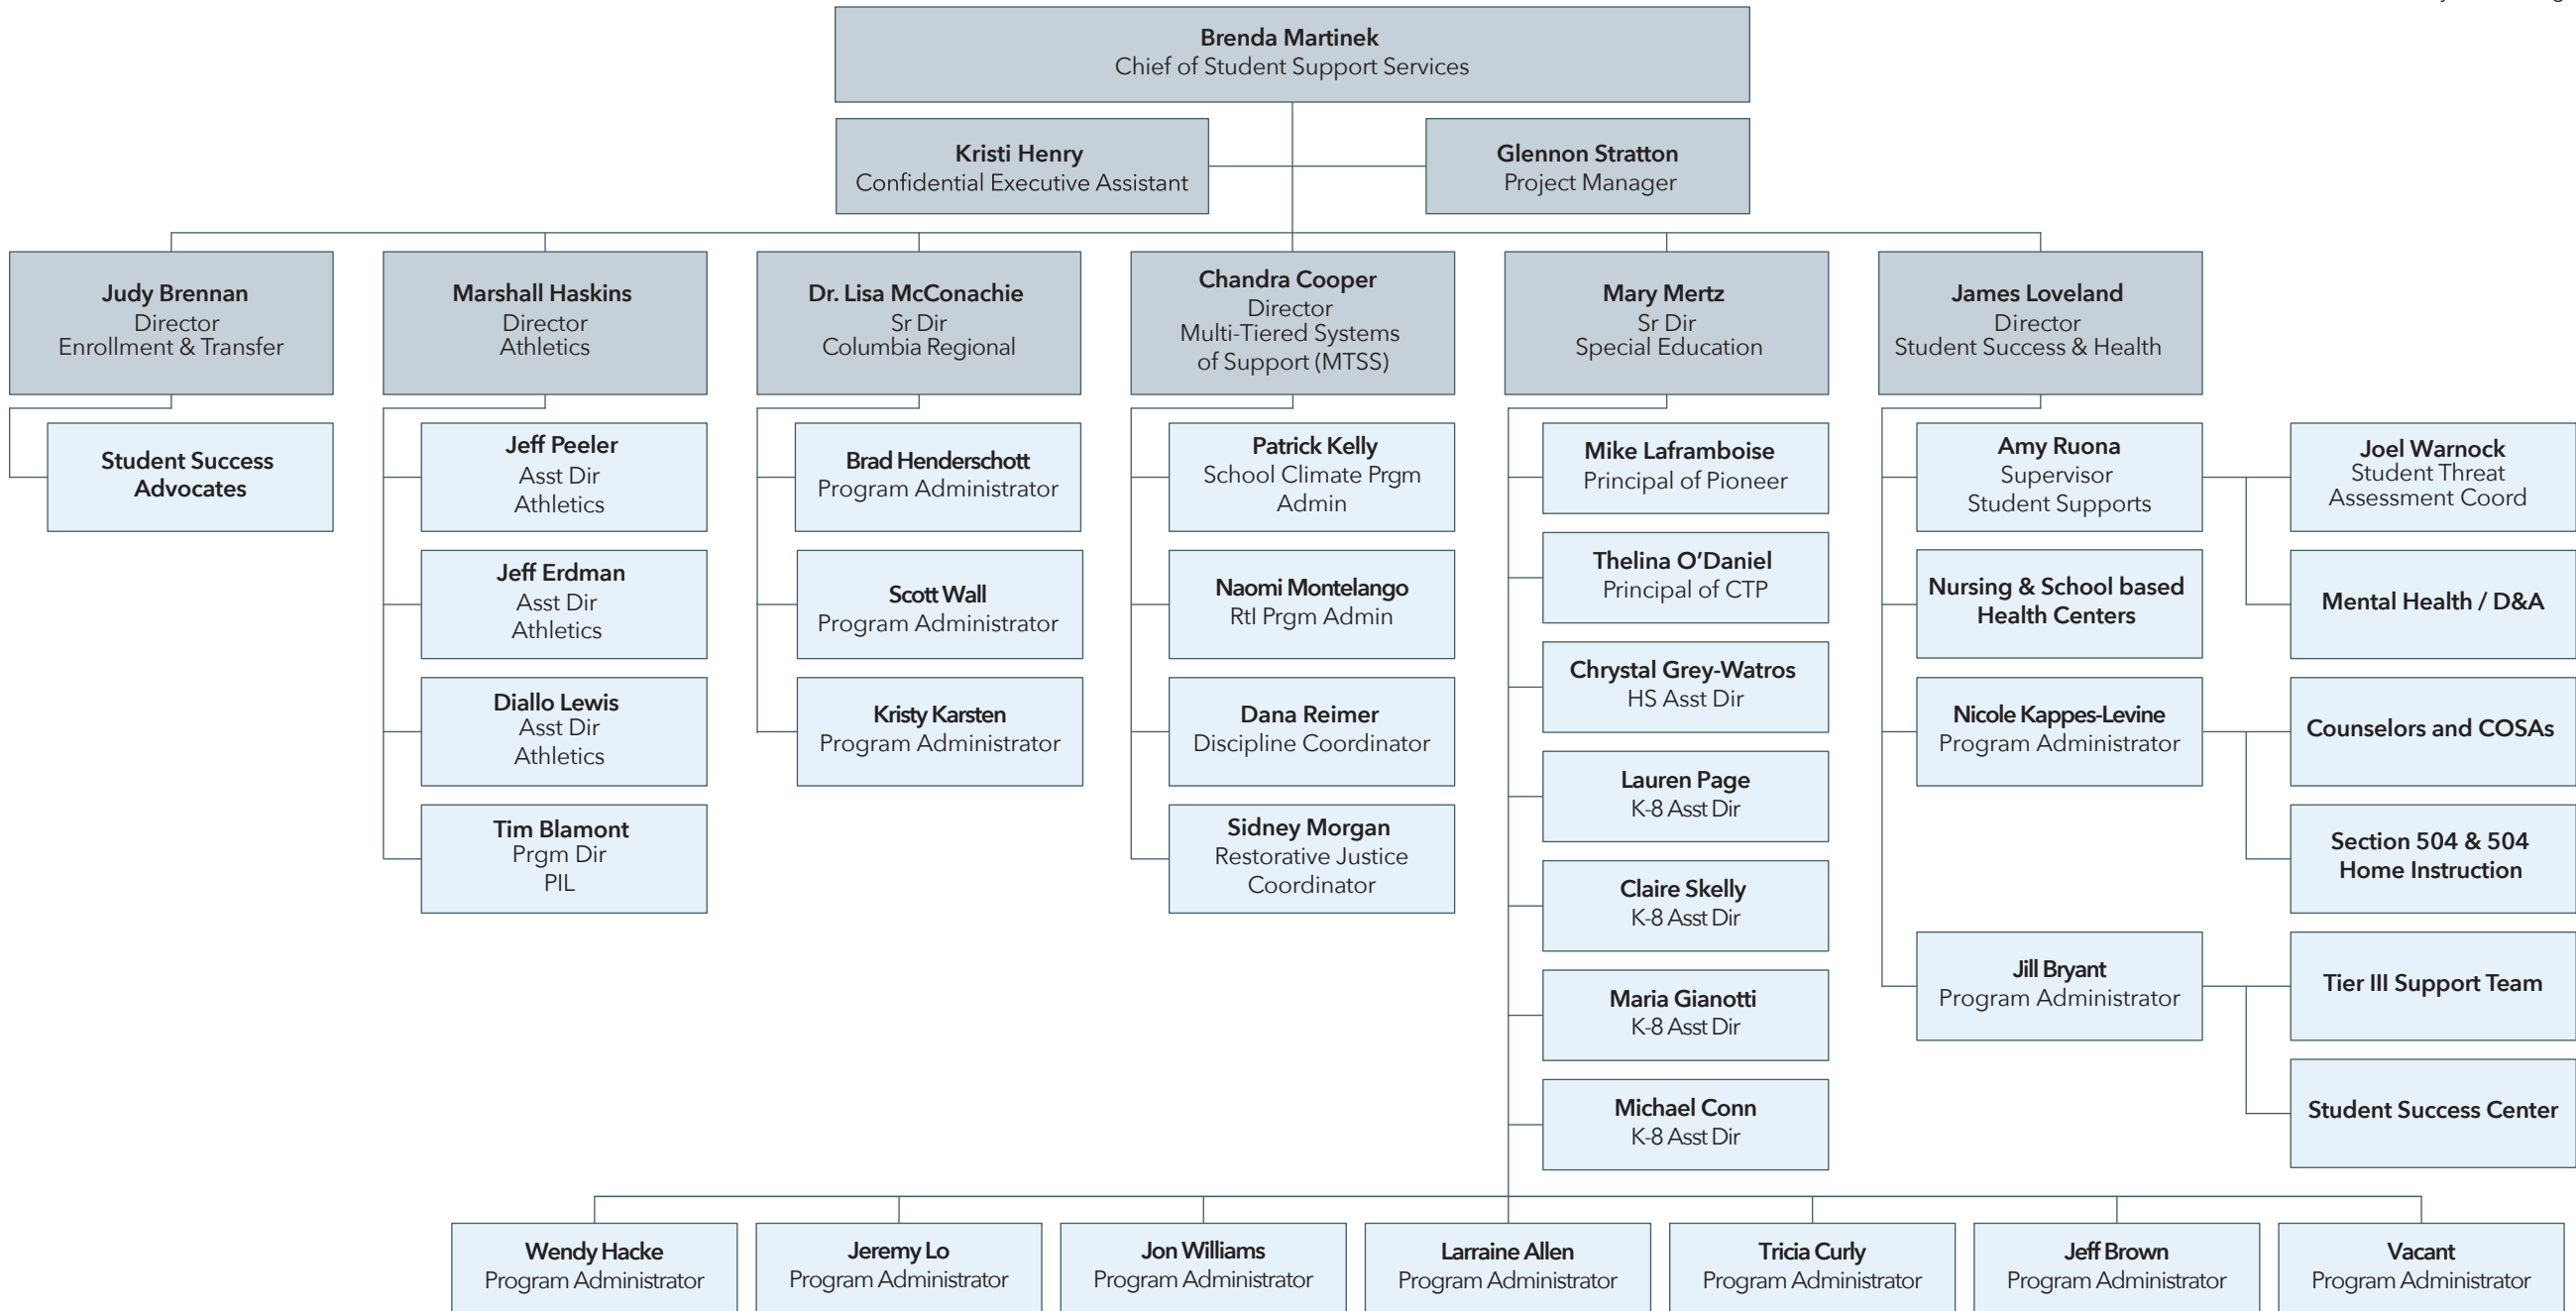 Brenda Martinek
Chief of Student Support Services
Kristi Henry
Confidential Executive Assistant
Glennon Stratton
Project Manager
Judy Brennan
Director
Enrollment & Transfer
Marshall Haskins
Director
Athletics
Dr. Lisa McConachie
Sr Dir
Columbia Regional
Chandra Cooper
Director
Multi-Tiered Systems
of Support (MTSS)
Mary Mertz
Sr Dir
Special Education
James Loveland
Director
Student Success & Health
Student Success
Advocates
Jeff Peeler
Asst Dir
Athletics
Jeff Erdman
Asst Dir
Athletics
Diallo Lewis
Asst Dir
Athletics
Tim Blamont
Prgm Dir
PIL
Brad Henderschott
Program Administrator
Scott Wall
Program Administrator
Kristy Karsten
Program Administrator
Patrick Kelly
School Climate Prgm
Admin
Naomi Montelango
RtI Prgm Admin
Dana Reimer
Discipline Coordinator
Sidney Morgan
Restorative Justice
Coordinator
Mike Laframboise
Principal of Pioneer
Thelina O’Daniel
Principal of CTP
Chrystal Grey-Watros
HS Asst Dir
Lauren Page
K-8 Asst Dir
Claire Skelly
K-8 Asst Dir
Maria Gianotti
K-8 Asst Dir
Michael Conn
K-8 Asst Dir
Amy Ruona
Supervisor
Student Supports
Nursing & School based
Health Centers
Nicole Kappes-Levine
Program Administrator
Jill Bryant
Program Administrator
Joel Warnock
Student Threat
Assessment Coord
Mental Health / D&A
Counselors and COSAs
Section 504 & 504
Home Instruction
Tier III Support Team
Student Success Center
Wendy Hacke
Program Administrator
Jeremy Lo
Program Administrator
Jon Williams
Program Administrator
Larraine Allen
Program Administrator
Tricia Curly
Program Administrator
Jeff Brown
Program Administrator
Vacant
Program Administrator